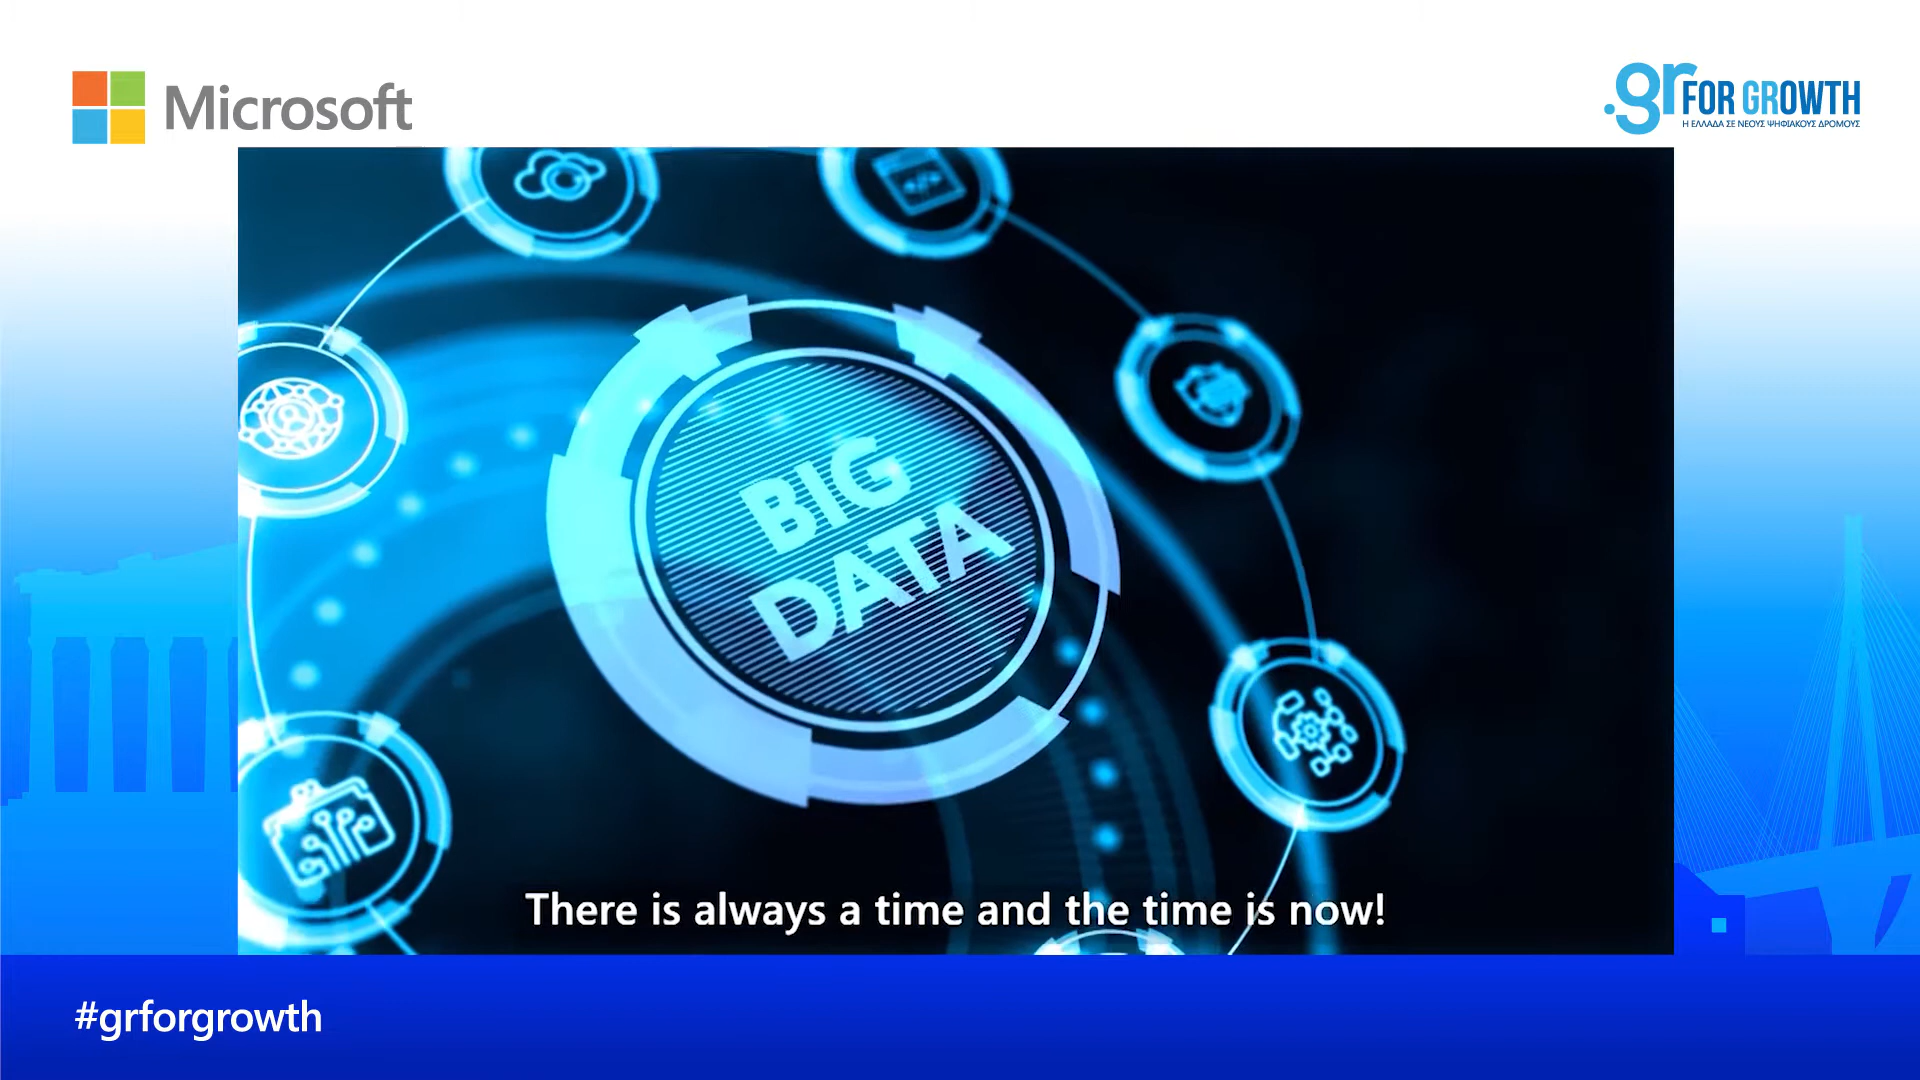 Microsoft
.gr FOR GROWTH
Η ΕΛΛΑΔΑ ΣΕ ΝΕΟΥΣ ΨΗΦΙΑΚΟΥΣ ΔΡΟΜΟΥΣ
BIG
DATA
There is always a time and the time is now!
#grforgrowth